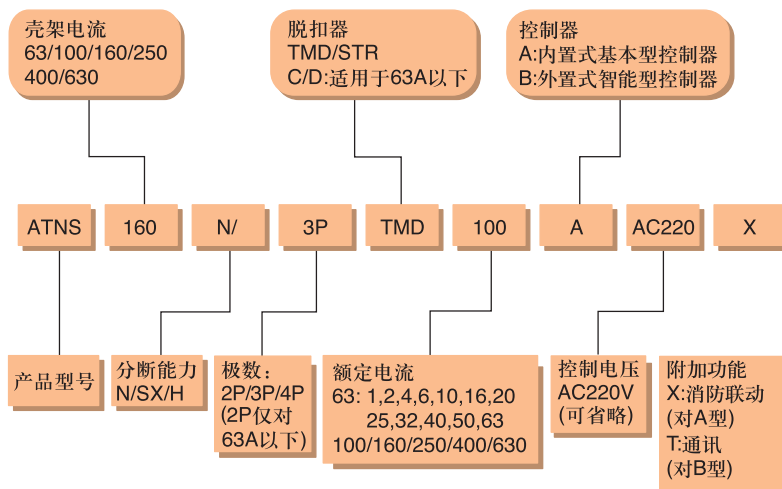 壳架电流
63/100/160/250
400/630
脱扣器
TMD/STR
C/D:适用于63A以下
控制器
A:内置式基本型控制器
B:外置式智能型控制器
ATNS
160
N/
3P
TMD
100
A
AC220
X
产品型号
分断能力
N/SX/H
极数：
2P/3P/4P
(2P仅对
63A以下)
额定电流
63: 1,2,4,6,10,16,20
25,32,40,50,63
100/160/250/400/630
控制电压
AC220V
(可省略)
附加功能
X:消防联动
(对A型)
T:通讯
(对B型)